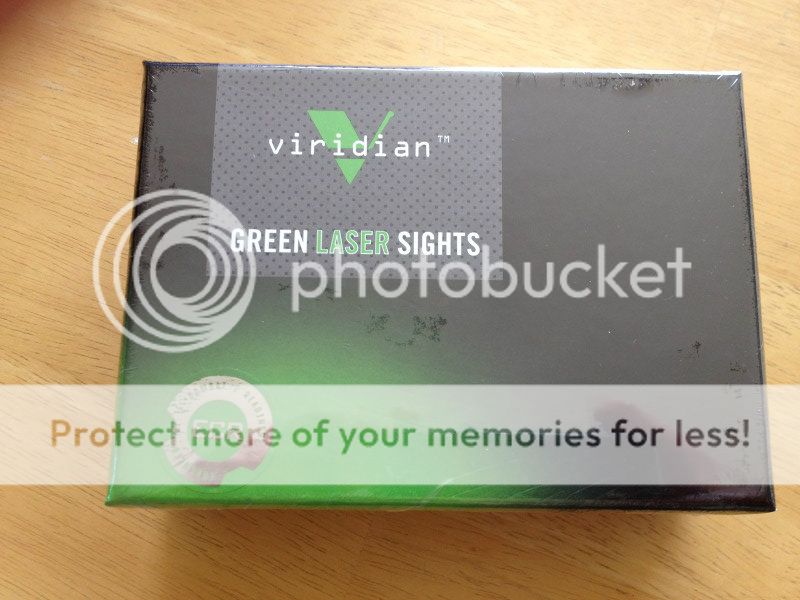 viridian™
GREEN LASER SIGHTS
photobucket
Protect more of your memories for less!